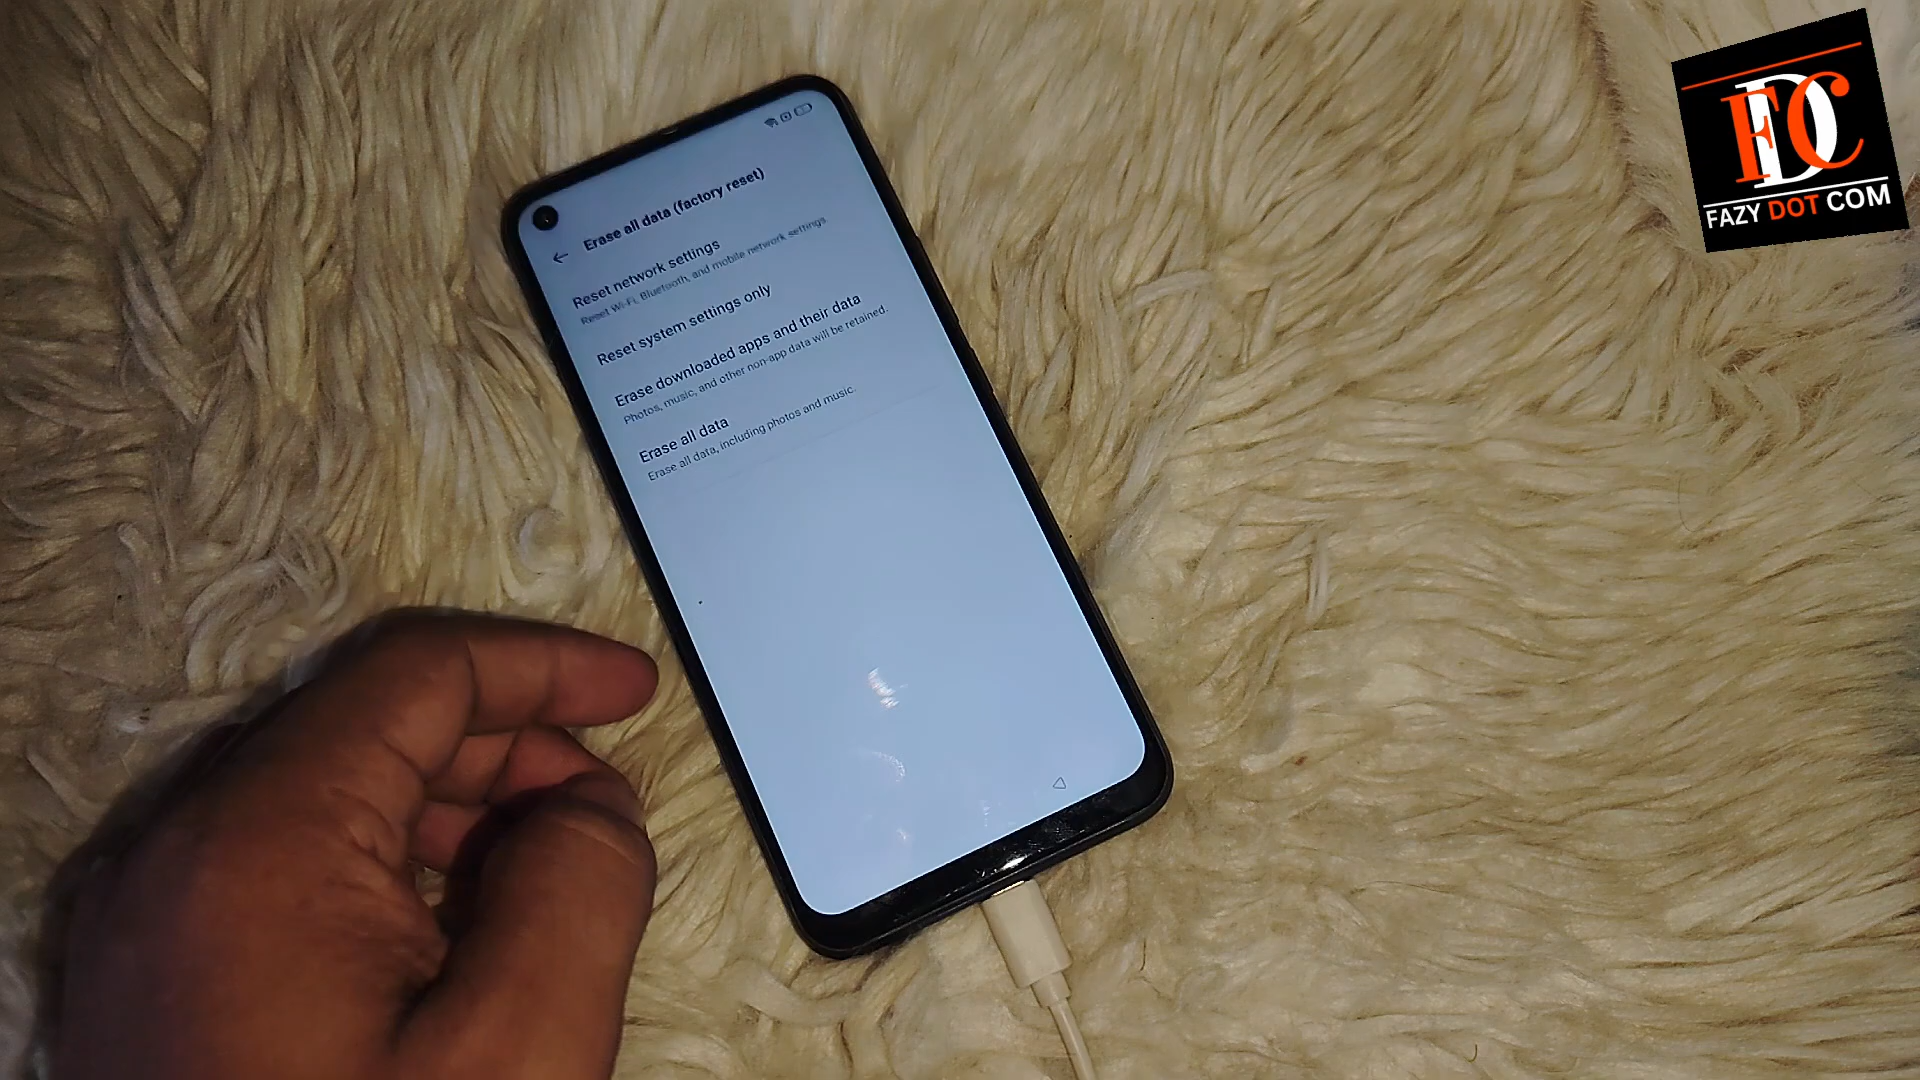 Erase all data (factory reset)
Reset network settings
Reset Wi-Fi, Bluetooth, and mobile network settings
Reset system settings only
Erase downloaded apps and their data
Photos, music, and other non-app data will be retained.
Erase all data
Erase all data, including photos and music.
FDC
FAZY DOT COM